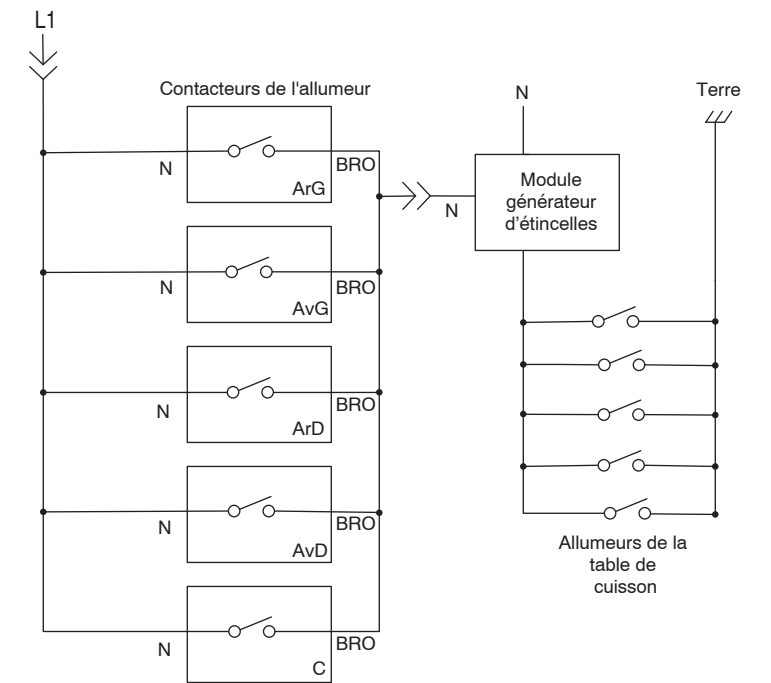 L1
Contacteurs de l'allumeur
N
BRO
ArG
N
BRO
AvG
N
BRO
ArD
N
BRO
AvD
N
BRO
C
N
N
Module
générateur
d'étincelles
Terre
Allumeurs de la
table de
cuisson